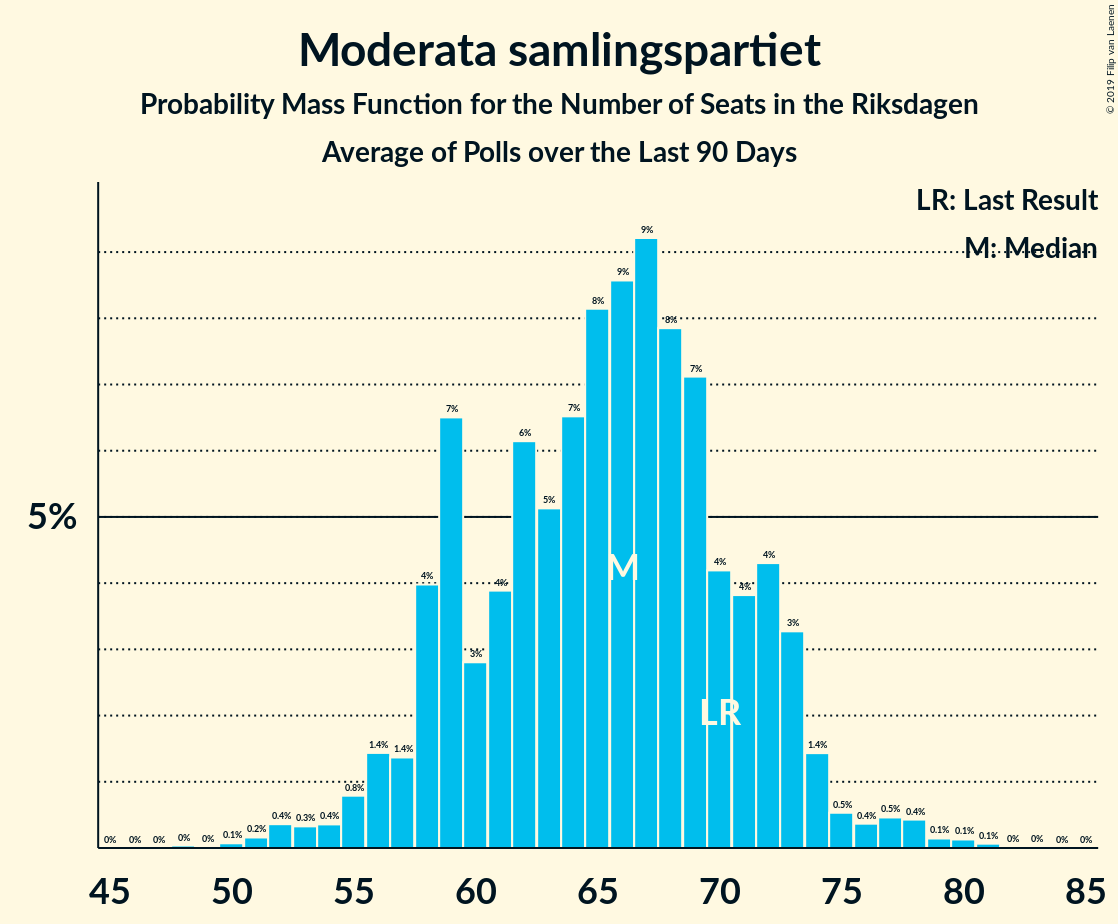 Moderata samlingspartiet
Probability Mass Function for the Number of Seats in the Riksdagen
Average of Polls over the Last 90 Days
© 2019 Filip van Laenen
LR: Last Result
M: Median
5%
0% 0% 0% 0% 0% 0.1% 0.2% 0.4% 0.3% 0.4% 0.8% 1.4% 1.4% 4% 7% 3% 4% 6% 5% 7% 8% 9% 9% 8% 7% 4% 4% 4% 3% 1.4% 0.5% 0.4% 0.5% 0.4% 0.1% 0.1% 0.1% 0% 0% 0% 0%
M
LR
45 50 55 60 65 70 75 80 85